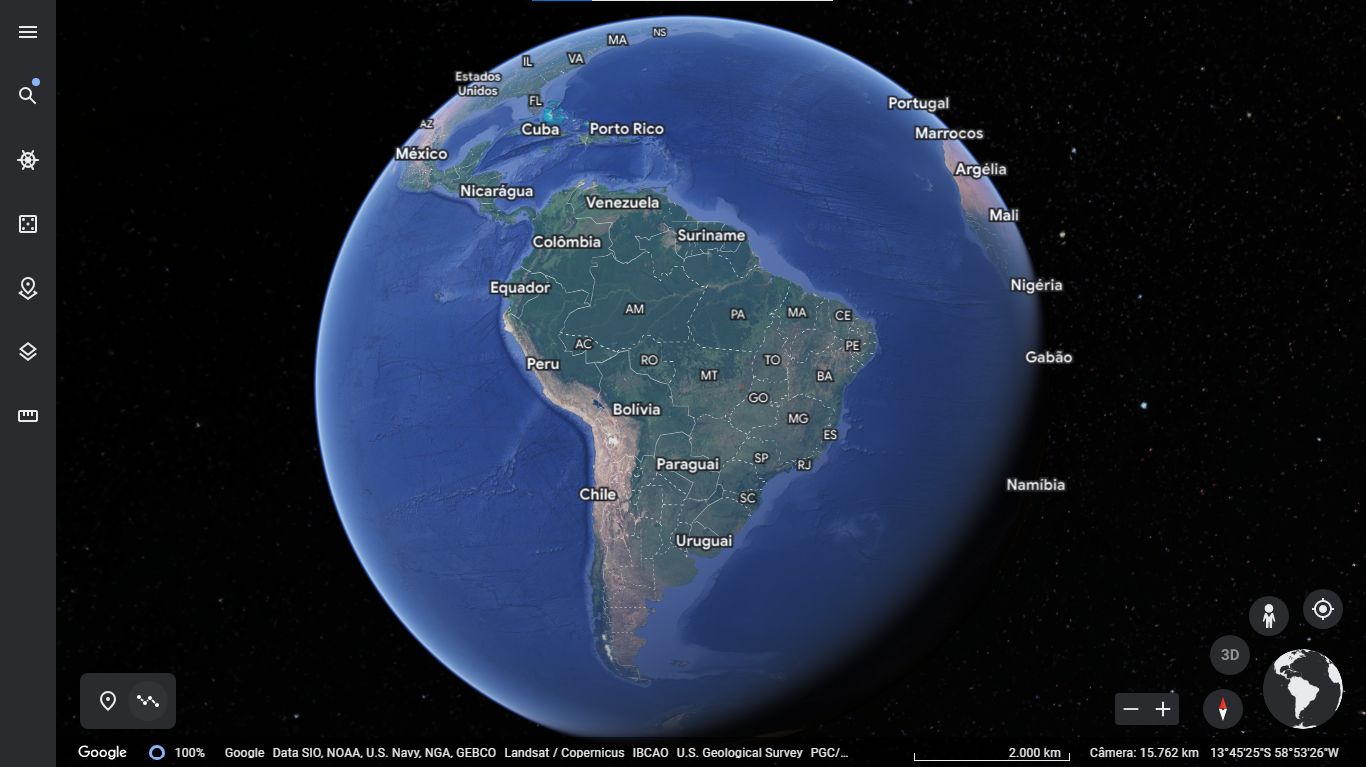 NS
MA
VA
IL
Estados
Unidos
FL
Portugal
AZ
Cuba
Porto Rico
Marrocos
México
Argélia
Nicarágua
Venezuela
Mali
Colômbia
Suriname
Equador
Nigéria
AM
PA
MA
CE
AC
PE
Gabão
Peru
RO
TO
MT
BA
GO
Bolívia
MG
ES
Paraguai
SP
RJ
Namíbia
Chile
SC
Uruguai
3D
Google
100%
Google Data SIO, NOAA, U.S. Navy, NGA, GEBCO Landsat / Copernicus IBCAO U.S. Geological Survey PGC/…
2.000 km
Câmera: 15.762 km 13°45'25"S 58°53'26"W